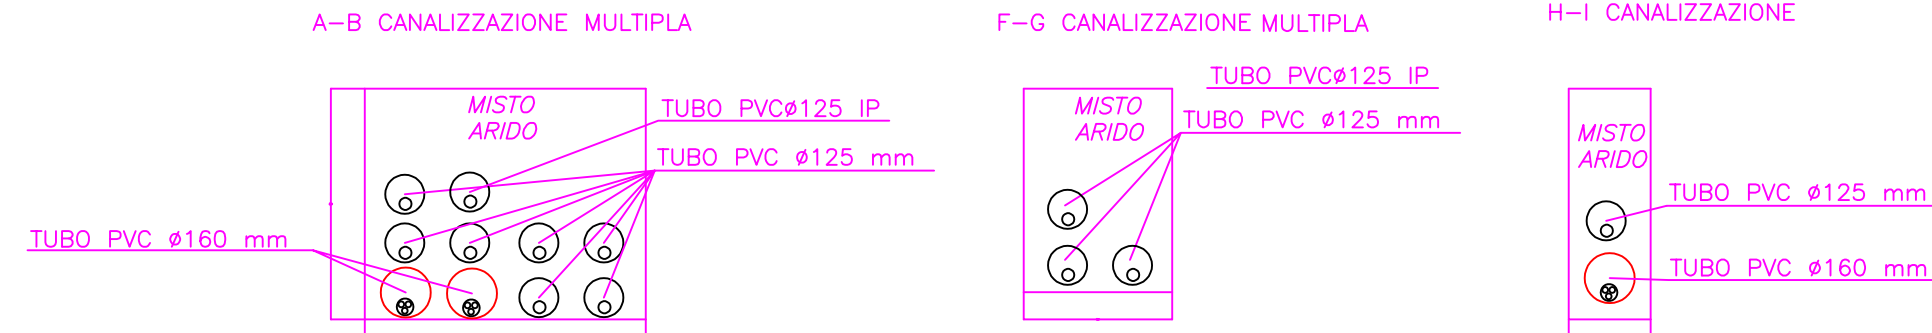 A-B CANALIZZAZIONE MULTIPLA
MISTO
ARIDO
TUBO PVCø125 IP
TUBO PVC ø125 mm
TUBO PVC ø160 mm
F-G CANALIZZAZIONE MULTIPLA
TUBO PVCø125 IP
MISTO
ARIDO
TUBO PVC ø125 mm
H-I CANALIZZAZIONE
MISTO
ARIDO
TUBO PVC ø125 mm
TUBO PVC ø160 mm